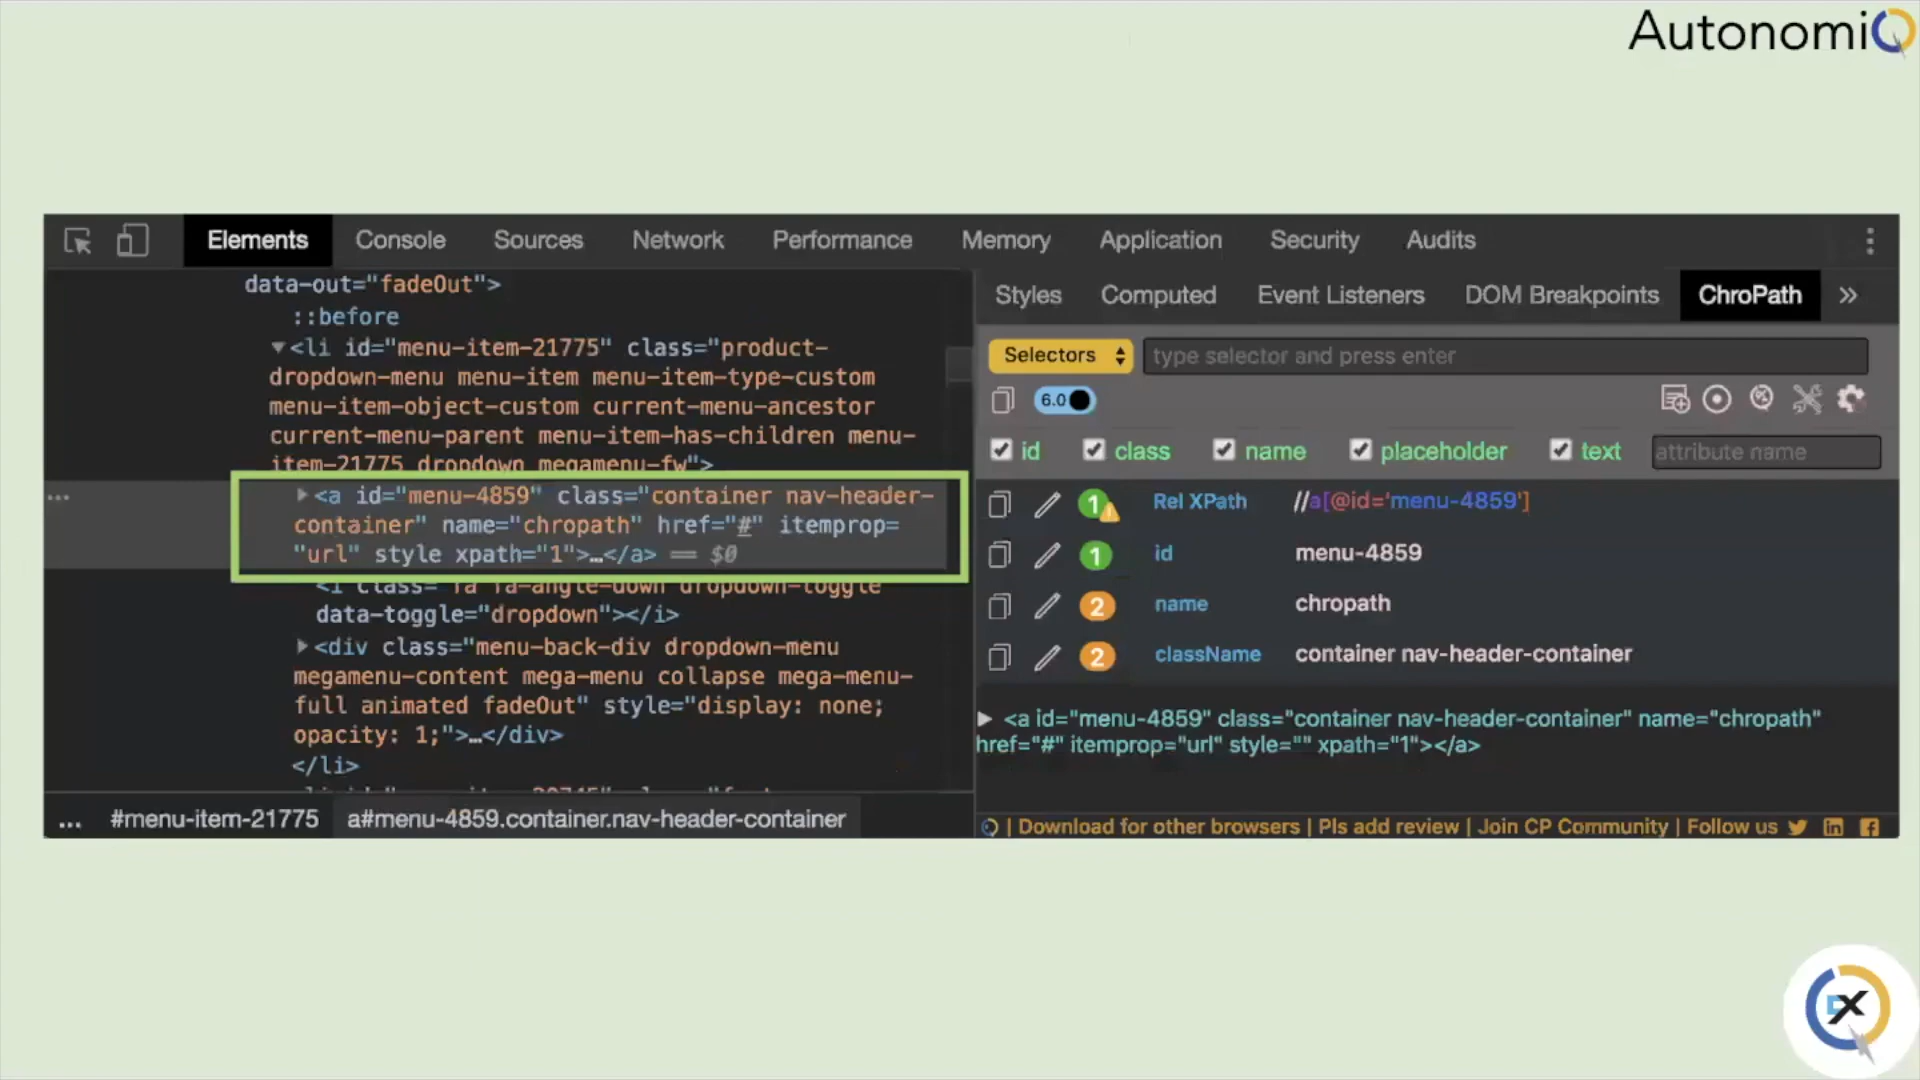 AutonomiQ
Elements Console Sources Network Performance Memory Application Security Audits
data-out="fadeOut">
::before
▼<li id="menu-item-21775" class="product-
dropdown-menu menu-item menu-item-type-custom
menu-item-object-custom current-menu-ancestor
current-menu-parent menu-item-has-children menu-
item-21775 dropdown megamenu-fw">
▶<a id="menu-4859" class="container nav-header-
container" name="chropath" href="#" itemprop=
"url" style xpath="1">…</a> == $0
<i class="fa fa-angle-down dropdown-toggle
data-toggle="dropdown"></i>
▶<div class="menu-back-div dropdown-menu
megamenu-content mega-menu collapse mega-menu-
full animated fadeOut" style="display: none;
opacity: 1;">…</div>
</li>
... #menu-item-21775 a#menu-4859.container.nav-header-container
Styles Computed Event Listeners DOM Breakpoints ChroPath »
Selectors type selector and press enter
6.0
id class name placeholder text attribute name
1 Rel XPath //a[@id='menu-4859']
1 id menu-4859
2 name chropath
2 className container nav-header-container
▶ <a id="menu-4859" class="container nav-header-container" name="chropath"
href="#" itemprop="url" style="" xpath="1"></a>
| Download for other browsers | Pls add review | Join CP Community | Follow us